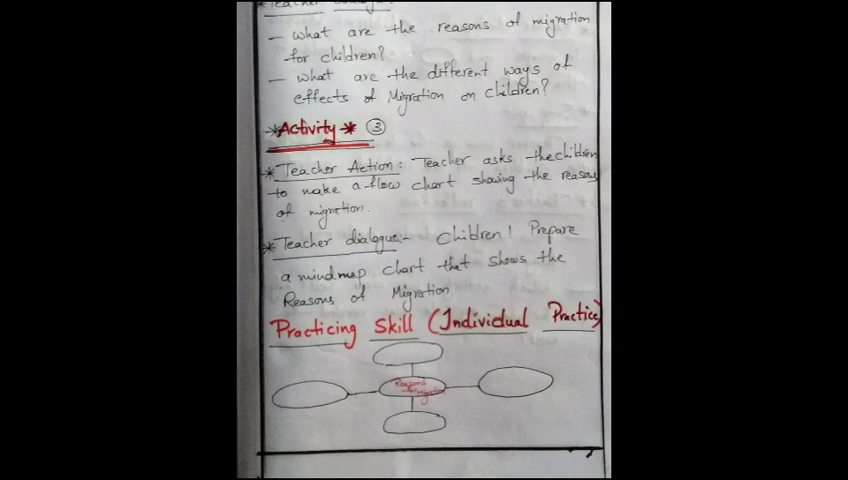 *Teacher
- What are the reasons of migration
for children?
- What are the different ways of
effects of Migration on children?
*Activity * ③
* Teacher Action: Teacher asks the children
to make a flow chart showing the reasons
of migration.
* Teacher dialogue:- Children! Prepare
a mindmap chart that shows the
Reasons of Migration
Practicing Skill (Individual Practice)
Reasons
for migration